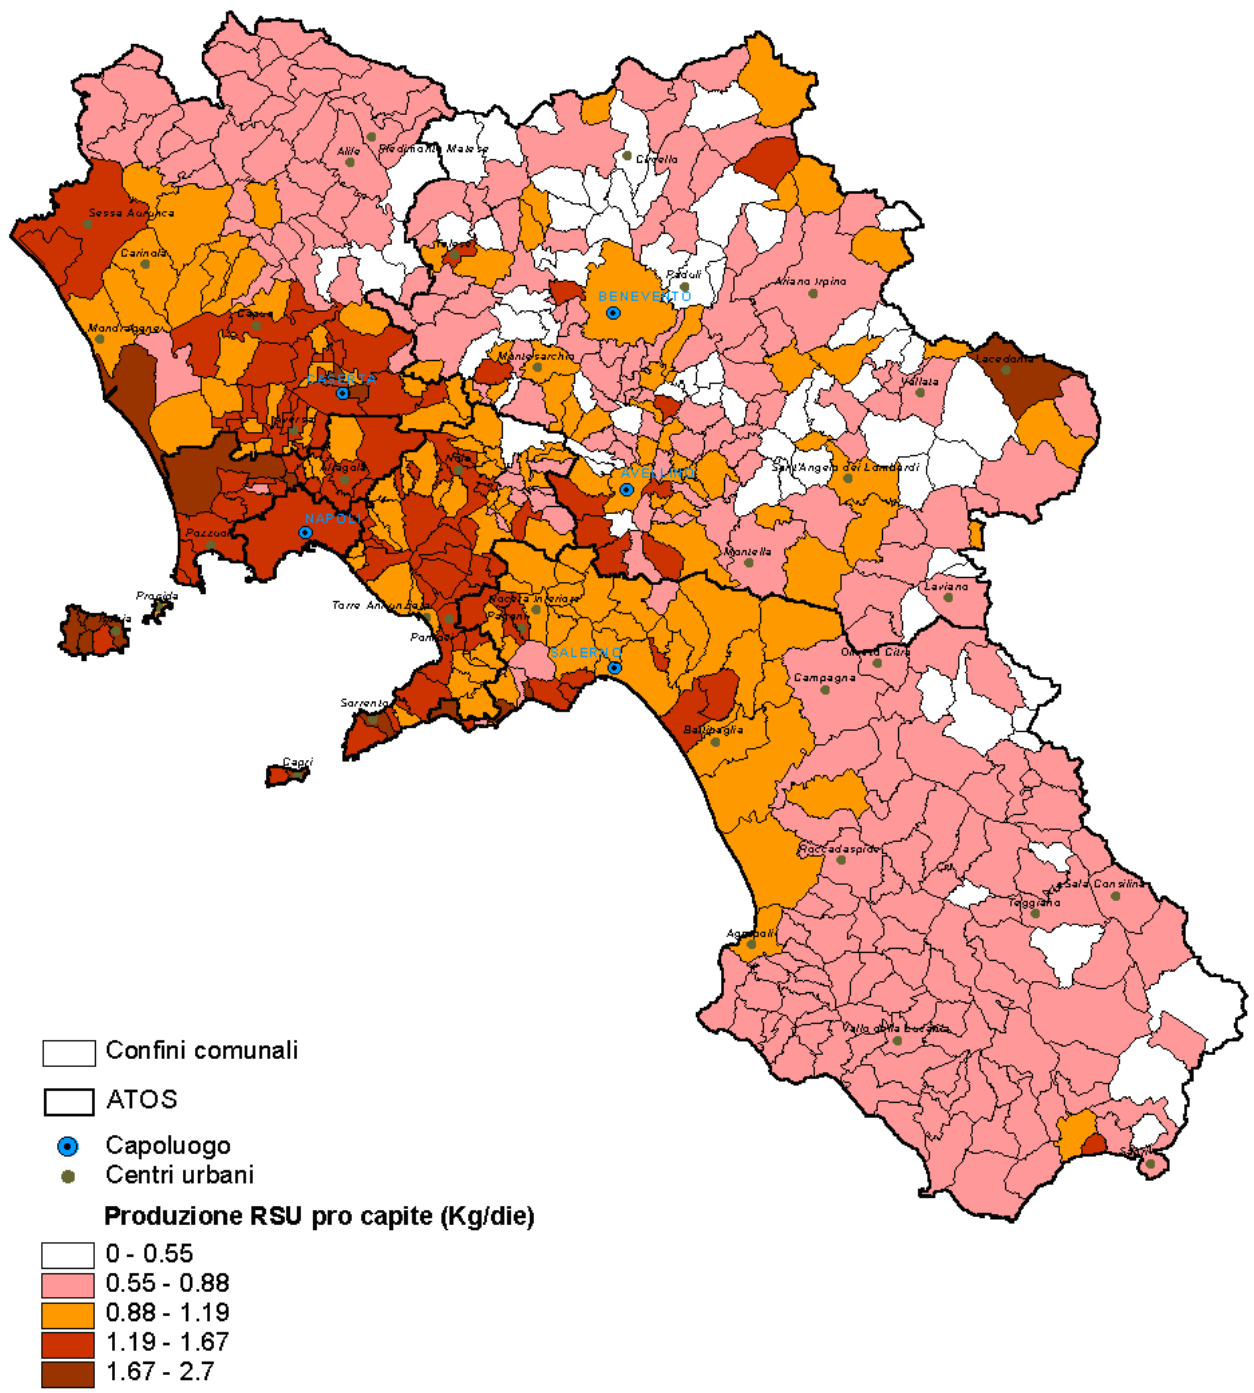 Piedimonte Matese
Alife
Circello
Sessa Aurunca
Telese
Carinola
Paduli
Ariano Irpino
BENEVENTO
Capua
Mondragone
Montesarchio
Lacedonia
CASERTA
Vallata
Aversa
Sant'Angelo dei Lombardi
AVELLINO
Nola
Afragola
NAPOLI
Pozzuoli
Montella
Laviano
Procida
Nocera Inferiore
Torre Annunziata
Pagani
Ischia
Pompei
SALERNO
Oliveto Citra
Campagna
Sorrento
Battipaglia
Capri
Roccadaspide
Sala Consilina
Teggiano
Agropoli
Vallo della Lucania
Sapri
Confini comunali
ATOS
Capoluogo
Centri urbani
Produzione RSU pro capite (Kg/die)
0 - 0.55
0.55 - 0.88
0.88 - 1.19
1.19 - 1.67
1.67 - 2.7